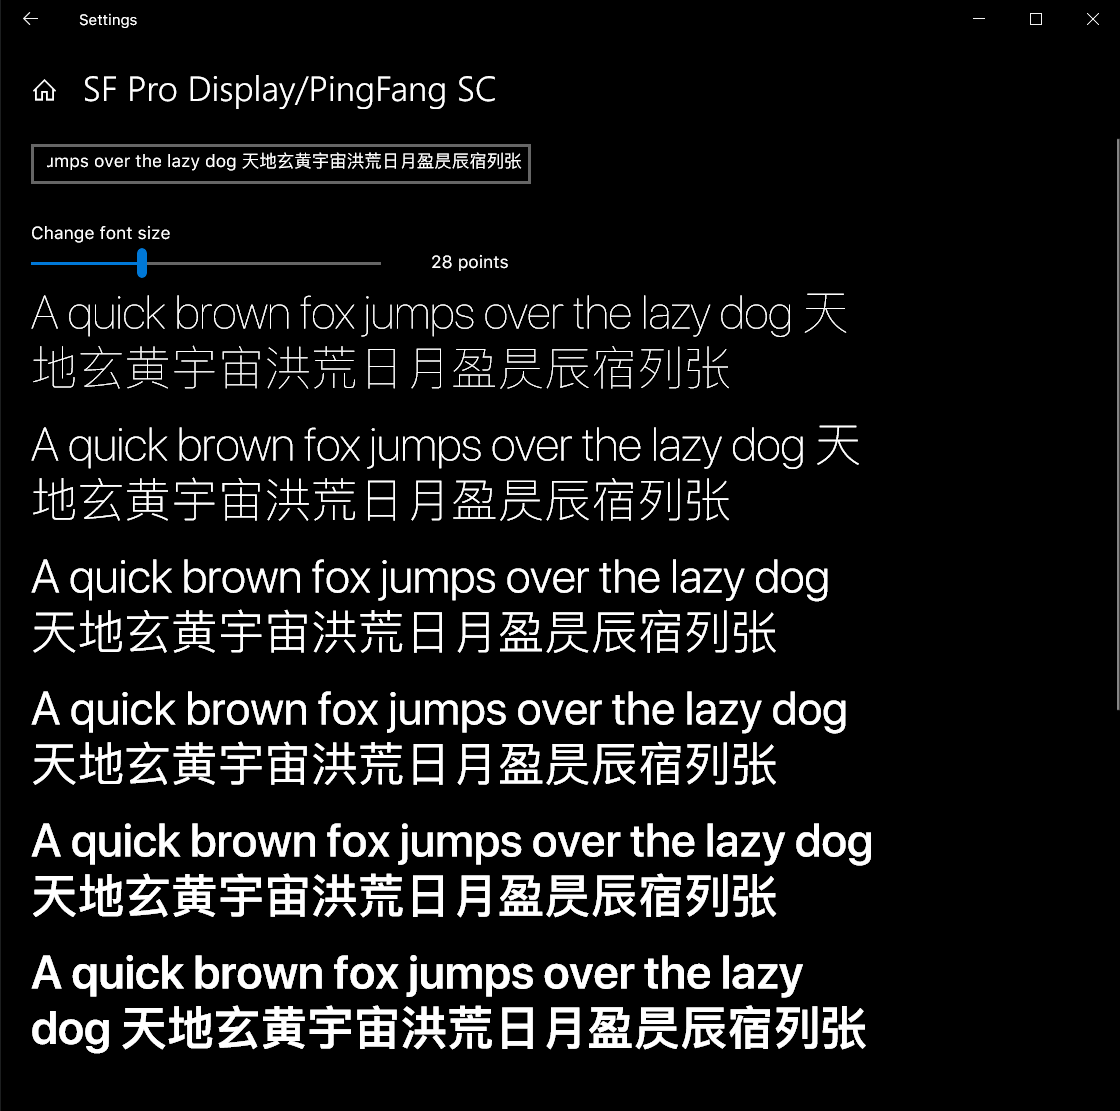 Settings
SF Pro Display/PingFang SC
umps over the lazy dog 天地玄黄宇宙洪荒日月盈昃辰宿列张
Change font size
28 points
A quick brown fox jumps over the lazy dog 天
地玄黄宇宙洪荒日月盈昃辰宿列张
A quick brown fox jumps over the lazy dog 天
地玄黄宇宙洪荒日月盈昃辰宿列张
A quick brown fox jumps over the lazy dog
天地玄黄宇宙洪荒日月盈昃辰宿列张
A quick brown fox jumps over the lazy dog
天地玄黄宇宙洪荒日月盈昃辰宿列张
A quick brown fox jumps over the lazy dog
天地玄黄宇宙洪荒日月盈昃辰宿列张
A quick brown fox jumps over the lazy
dog 天地玄黄宇宙洪荒日月盈昃辰宿列张